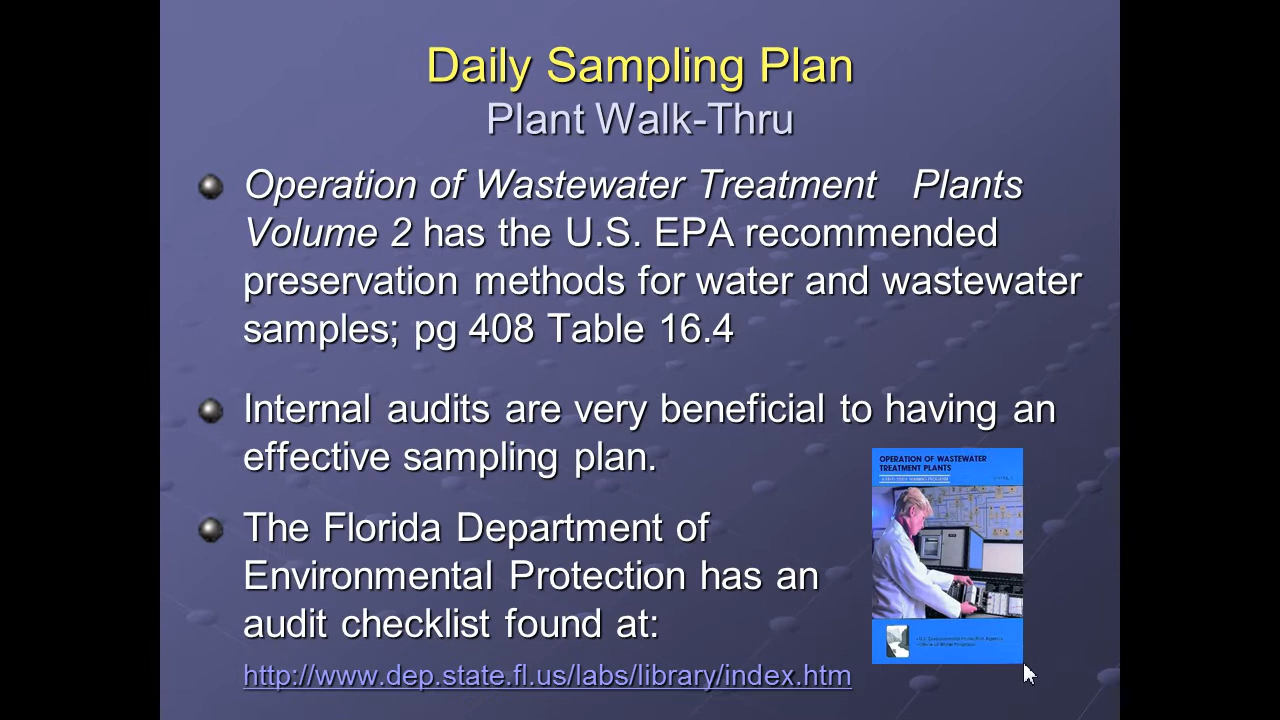 Daily Sampling Plan
Plant Walk-Thru
Operation of Wastewater Treatment Plants
Volume 2 has the U.S. EPA recommended
preservation methods for water and wastewater
samples; pg 408 Table 16.4
Internal audits are very beneficial to having an
effective sampling plan.
The Florida Department of
Environmental Protection has an
audit checklist found at:
http://www.dep.state.fl.us/labs/library/index.htm
OPERATION OF WASTEWATER
TREATMENT PLANTS